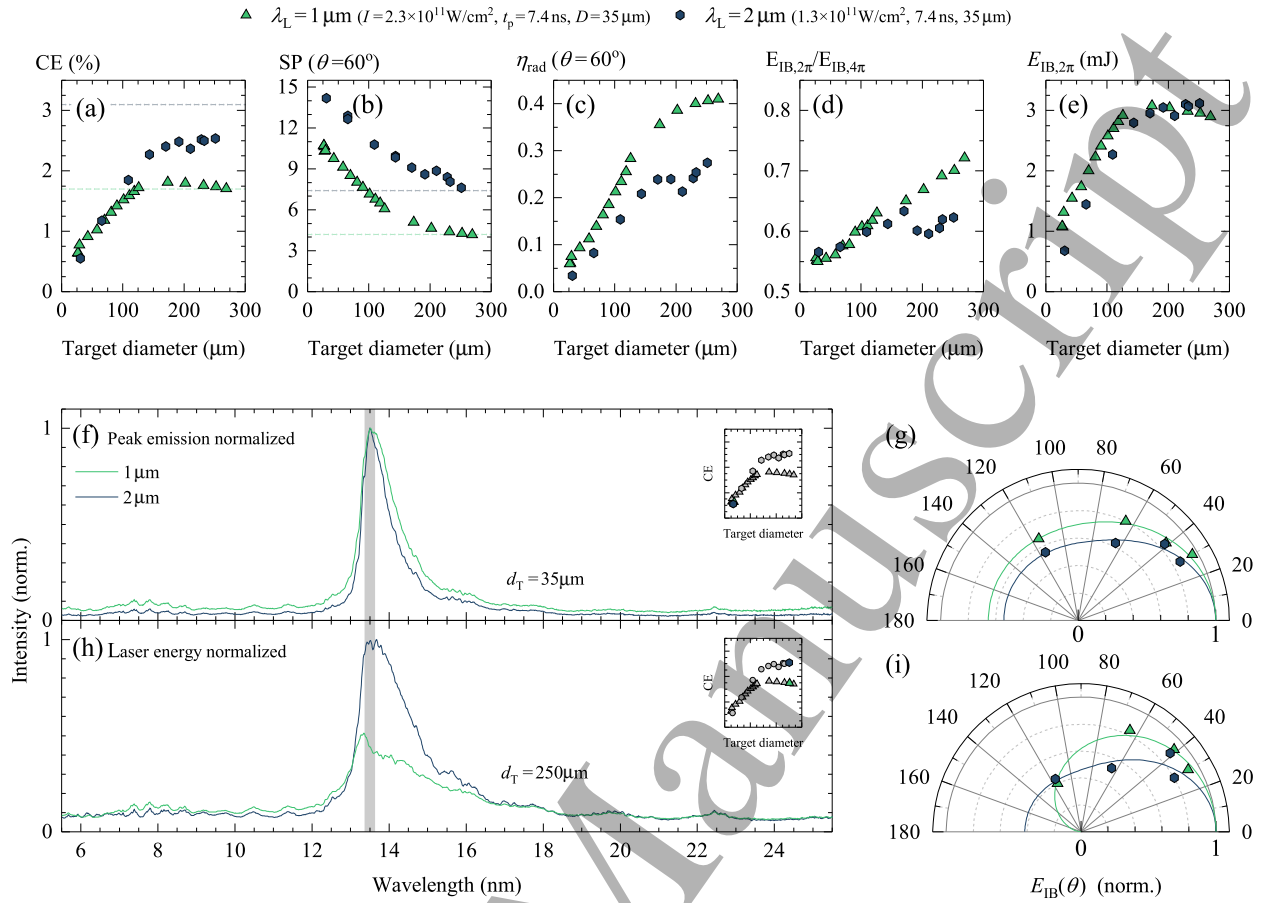 λL = 1 μm (I = 2.3×10¹¹W/cm², tp = 7.4 ns, D = 35 μm) λL = 2 μm (1.3×10¹¹W/cm², 7.4 ns, 35 μm)
CE (%) SP (θ = 60°) ηrad (θ = 60°) EIB,2π/EIB,4π EIB,2π (mJ)
(a)
3
2
1
0
0 100 200 300
Target diameter (μm)
(b)
15
12
9
6
3
0
0 100 200 300
Target diameter (μm)
(c)
0.4
0.3
0.2
0.1
0.0
0 100 200 300
Target diameter (μm)
(d)
0.8
0.7
0.6
0.5
0 100 200 300
Target diameter (μm)
(e)
3
2
1
0
0 100 200 300
Target diameter (μm)
Intensity (norm.)
(f) Peak emission normalized
1 μm
2 μm
1
0
dT = 35μm
CE
Target diameter
(g)
0
20
40
60
80
100
120
140
160
180
0 1
(h) Laser energy normalized
1
0
dT = 250μm
CE
Target diameter
6 8 10 12 14 16 18 20 22 24
Wavelength (nm)
(i)
0
20
40
60
80
100
120
140
160
180
0 1
EIB(θ) (norm.)
Manuscript